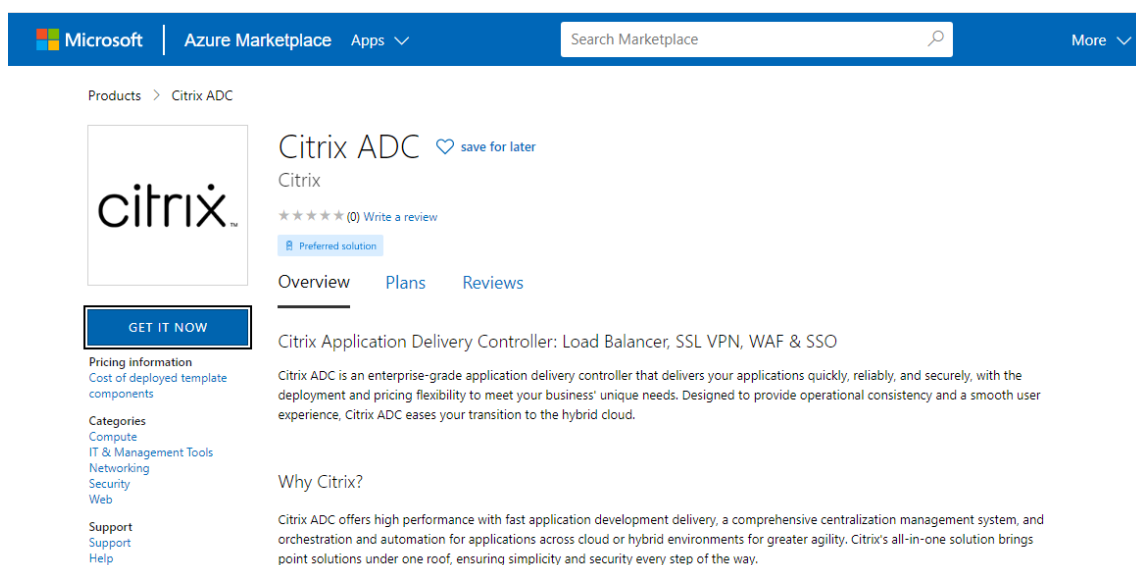 Microsoft Azure Marketplace Apps Search Marketplace More
Products > Citrix ADC
citrix™
Citrix ADC save for later
Citrix
(0) Write a review
Preferred solution
Overview Plans Reviews
GET IT NOW
Pricing information
Cost of deployed template
components
Categories
Compute
IT & Management Tools
Networking
Security
Web
Support
Support
Help
Citrix Application Delivery Controller: Load Balancer, SSL VPN, WAF & SSO
Citrix ADC is an enterprise-grade application delivery controller that delivers your applications quickly, reliably, and securely, with the
deployment and pricing flexibility to meet your business' unique needs. Designed to provide operational consistency and a smooth user
experience, Citrix ADC eases your transition to the hybrid cloud.
Why Citrix?
Citrix ADC offers high performance with fast application development delivery, a comprehensive centralization management system, and
orchestration and automation for applications across cloud or hybrid environments for greater agility. Citrix's all-in-one solution brings
point solutions under one roof, ensuring simplicity and security every step of the way.